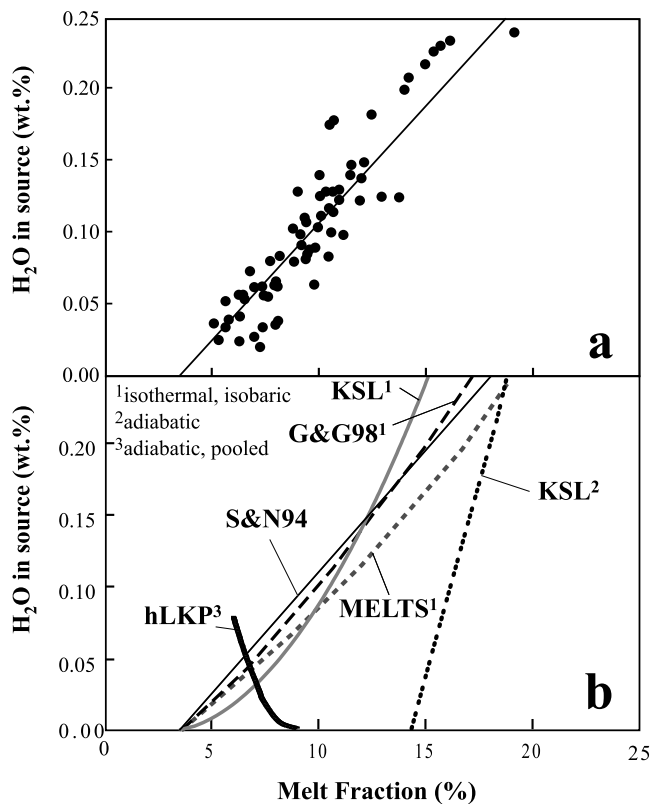 0.25
0.20
0.15
0.10
0.05
0.00
H₂O in source (wt.%)
a
¹isothermal, isobaric
²adiabatic
³adiabatic, pooled
KSL¹
G&G98¹
S&N94
KSL²
MELTS¹
hLKP³
0.20
0.15
0.10
0.05
0.00
H₂O in source (wt.%)
b
0 5 10 15 20 25
Melt Fraction (%)